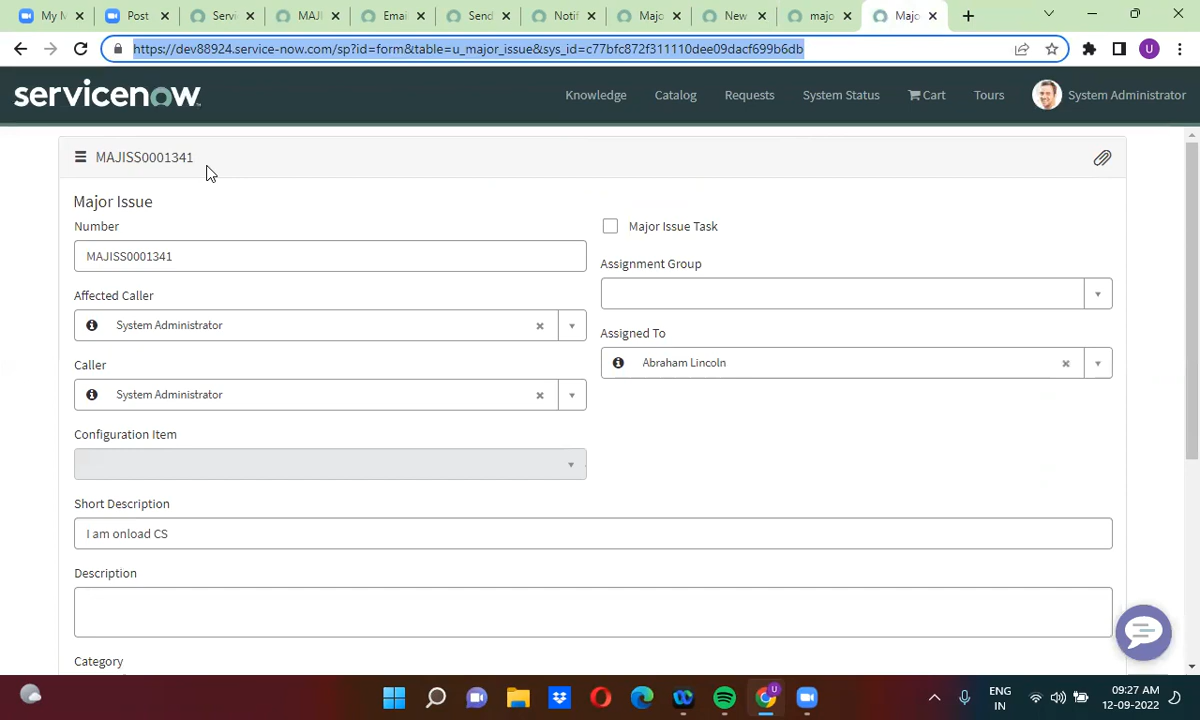 My M
Post
Servi
MAJI
Emai
Send
Notif
Majo
New
majo
Majo
https://dev88924.service-now.com/sp?id=form&table=u_major_issue&sys_id=c77bfc872f311110dee09dacf699b6db
U
servicenow
Knowledge
Catalog
Requests
System Status
Cart
Tours
System Administrator
MAJISS0001341
Major Issue
Number
Major Issue Task
MAJISS0001341
Assignment Group
Affected Caller
System Administrator
Assigned To
Abraham Lincoln
Caller
System Administrator
Configuration Item
Short Description
I am onload CS
Description
Category
U
ENG
IN
09:27 AM
12-09-2022